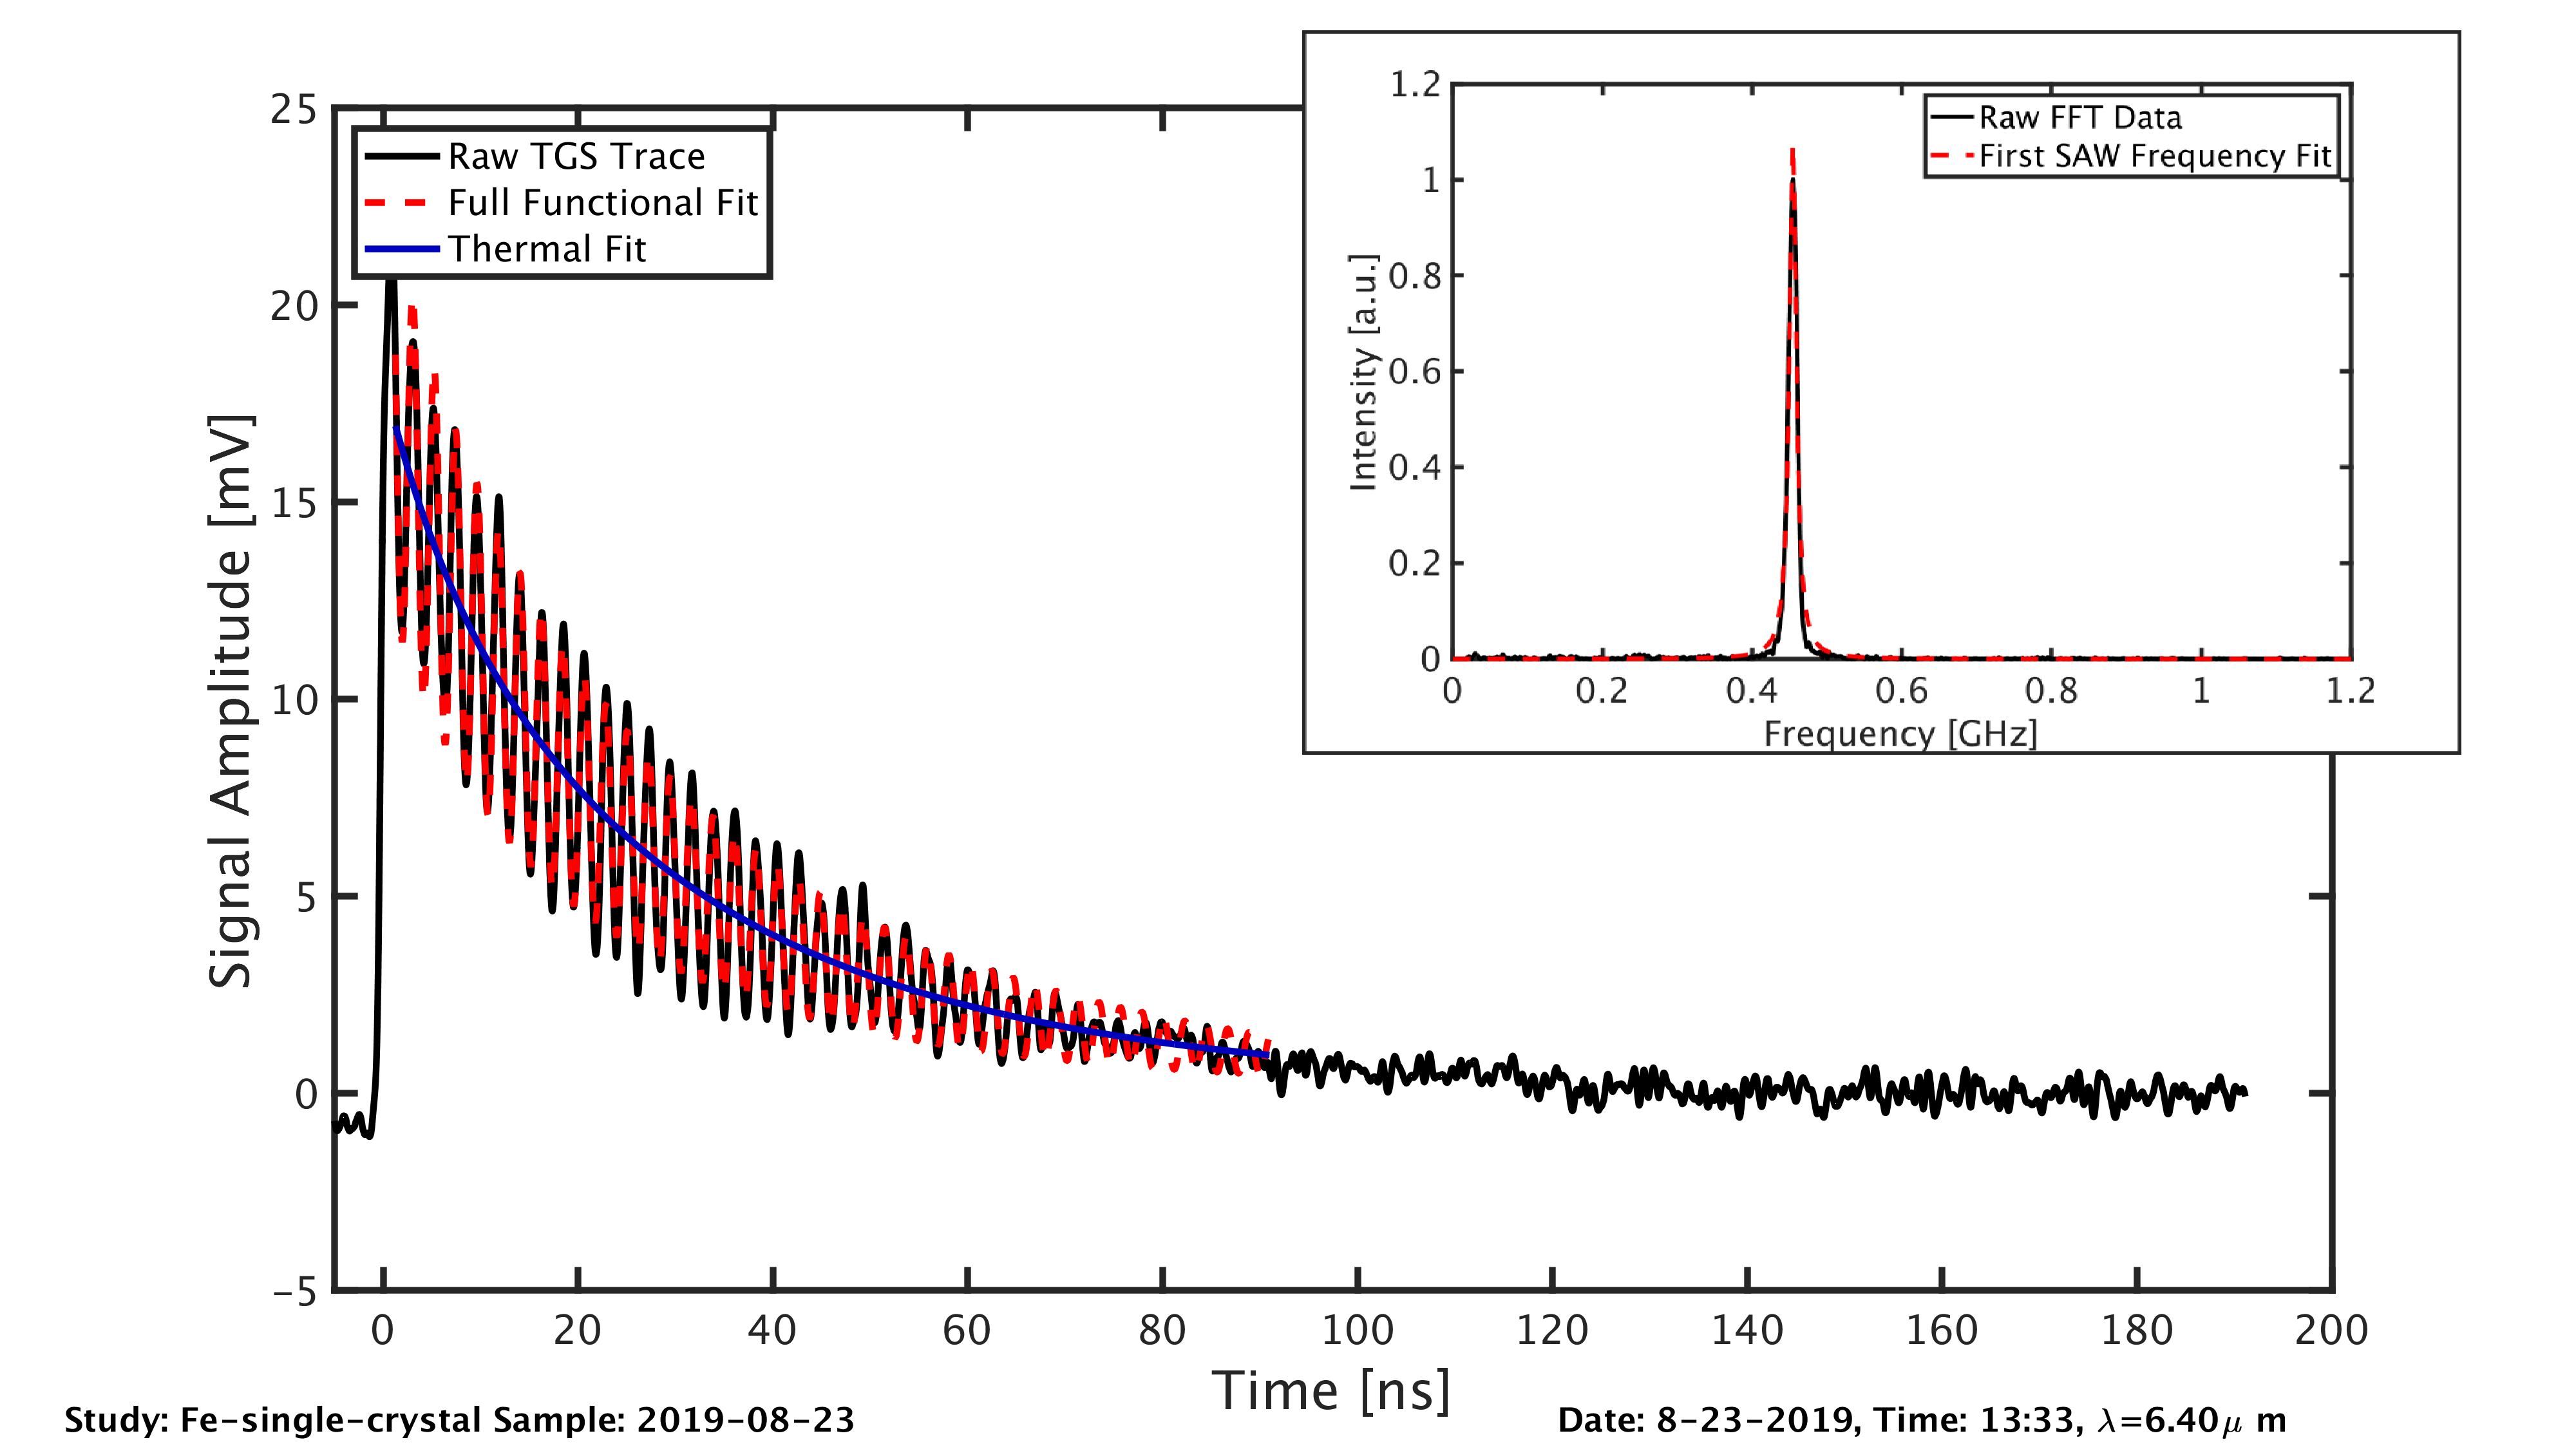 1.2
1
0.8
0.6
0.4
0.2
0
Intensity [a.u.]
Raw FFT Data
First SAW Frequency Fit
0 0.2 0.4 0.6 0.8 1 1.2
Frequency [GHz]
25
20
15
10
5
0
−5
Signal Amplitude [mV]
Raw TGS Trace
Full Functional Fit
Thermal Fit
0 20 40 60 80 100 120 140 160 180 200
Time [ns]
Study: Fe−single−crystal Sample: 2019−08−23
Date: 8−23−2019, Time: 13:33, λ=6.40μ m